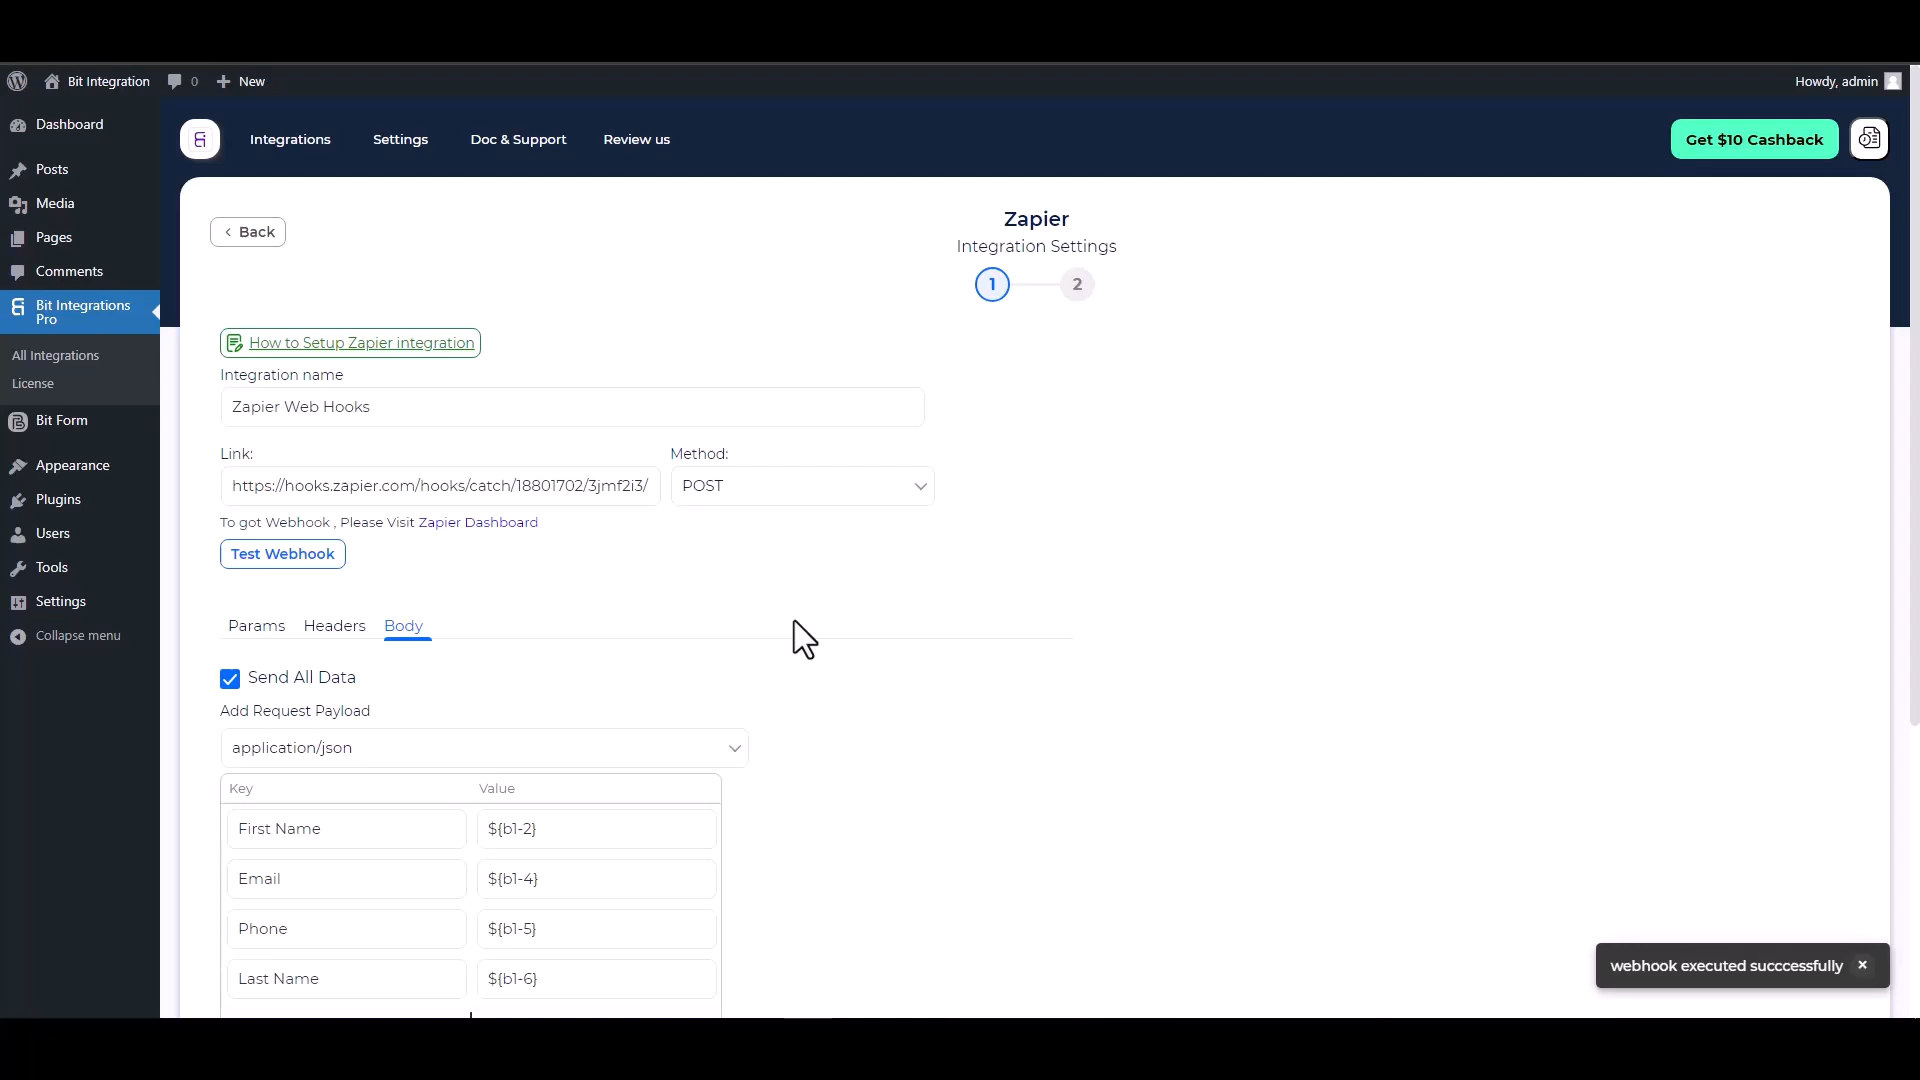 Bit Integration
0
New
Howdy, admin
Dashboard
Posts
Media
Pages
Comments
Bit Integrations
Pro
All Integrations
License
Bit Form
Appearance
Plugins
Users
Tools
Settings
Collapse menu
Integrations
Settings
Doc & Support
Review us
Get $10 Cashback
Back
Zapier
Integration Settings
1
2
How to Setup Zapier integration
Integration name
Zapier Web Hooks
Link:
Method:
https://hooks.zapier.com/hooks/catch/18801702/3jmf2i3/
POST
To got Webhook , Please Visit Zapier Dashboard
Test Webhook
Params
Headers
Body
Send All Data
Add Request Payload
application/json
Key
Value
First Name
${b1-2}
Email
${b1-4}
Phone
${b1-5}
Last Name
${b1-6}
webhook executed succcessfully